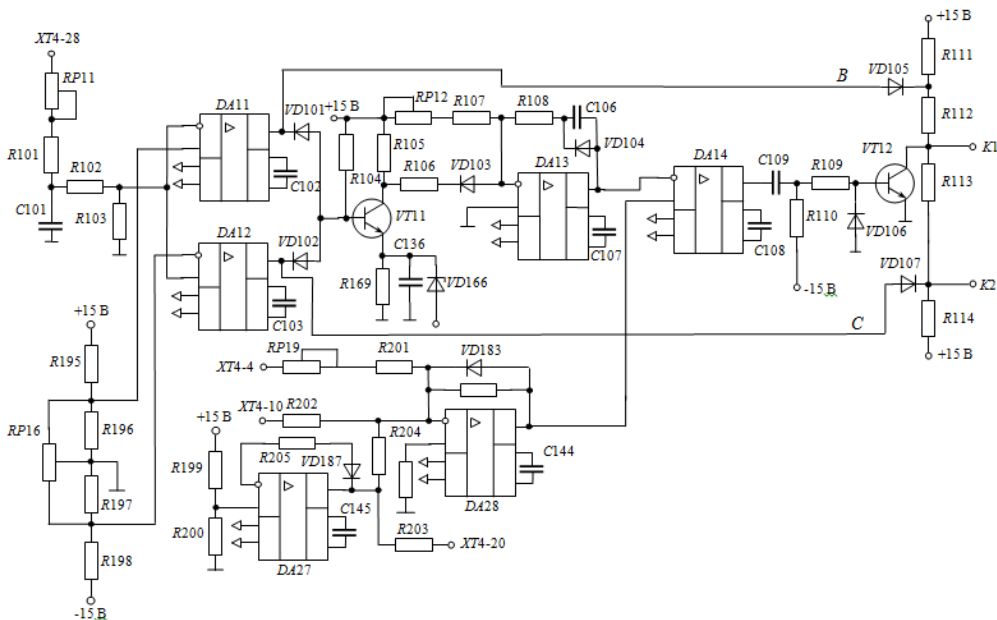 +15 В
XT4-28
R111
RP11
B
VD105
DA11
VD101
+15 В
RP12
R107
R108
C106
R112
R101
R105
VD104
DA14
VT12
K1
R102
R106
VD103
DA13
C109
R109
R113
C102
R104
C101
R103
VT11
R110
VD106
DA12
VD102
C136
C107
C108
VD107
R169
VD166
-15 В
K2
C103
C
R114
+15 В
RP19
R201
VD183
+15 В
R195
XT4-4
XT4-10
R202
+15 В
RP16
R196
R204
R205
VD187
C144
R199
R197
C145
DA28
R200
R203
XT4-20
R198
DA27
-15 В